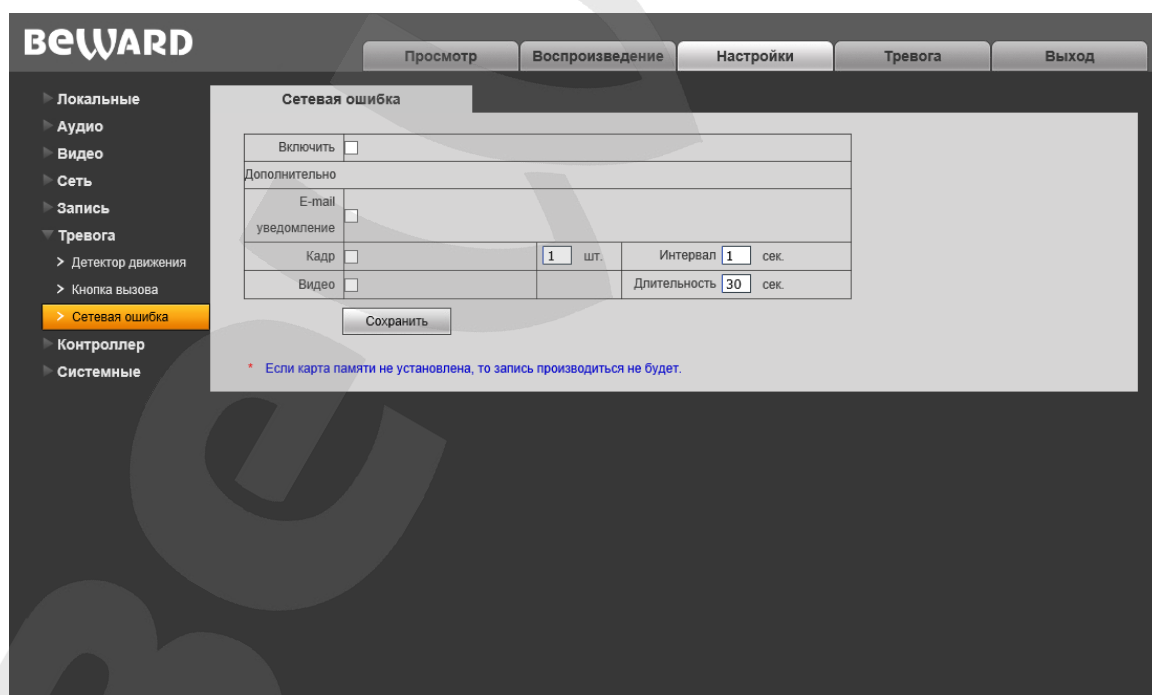 BEWARD
Просмотр Воспроизведение Настройки Тревога Выход
Локальные
Аудио
Видео
Сеть
Запись
Тревога
> Детектор движения
> Кнопка вызова
> Сетевая ошибка
Контроллер
Системные
Сетевая ошибка
Включить
Дополнительно
E-mail
уведомление
Кадр 1 шт. Интервал 1 сек.
Видео Длительность 30 сек.
Сохранить
* Если карта памяти не установлена, то запись производиться не будет.